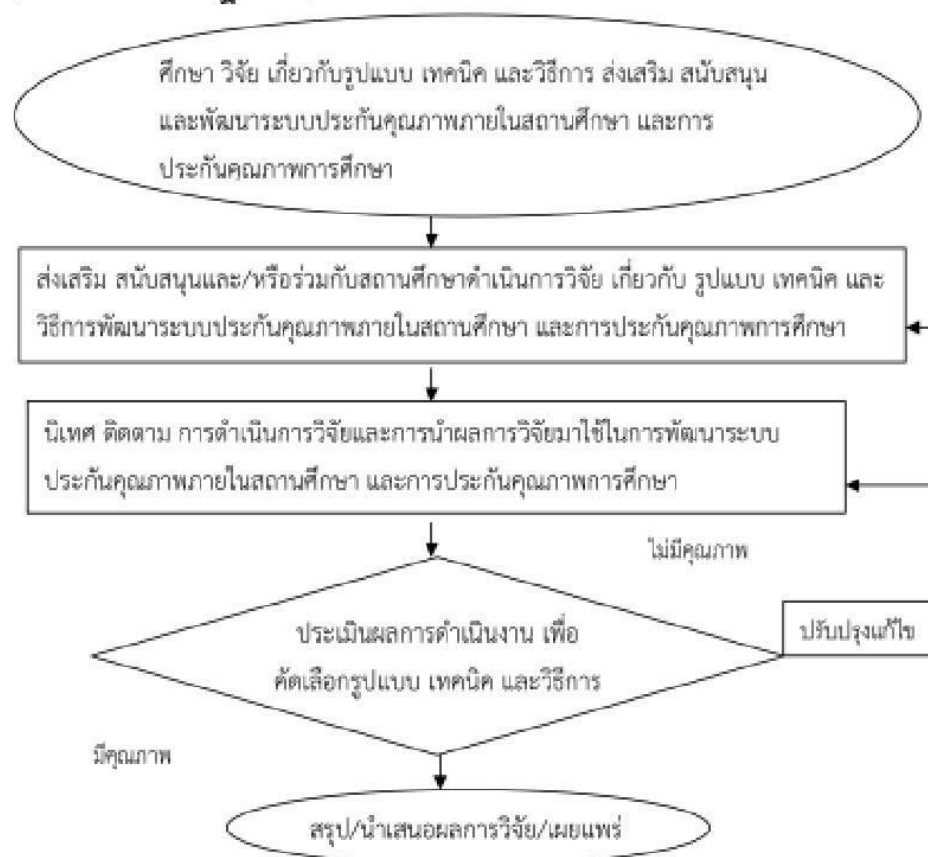 ศึกษา วิจัย เกี่ยวกับรูปแบบ เทคนิค และวิธีการ ส่งเสริม สนับสนุน
และพัฒนาระบบประกันคุณภาพภายในสถานศึกษา และการ
ประกันคุณภาพการศึกษา
ส่งเสริม สนับสนุนและ/หรือร่วมกับสถานศึกษาดำเนินการวิจัย เกี่ยวกับ รูปแบบ เทคนิค และ
วิธีการพัฒนาระบบประกันคุณภาพภายในสถานศึกษา และการประกันคุณภาพการศึกษา
นิเทศ ติดตาม การดำเนินการวิจัยและการนำผลการวิจัยมาใช้ในการพัฒนาระบบ
ประกันคุณภาพภายในสถานศึกษา และการประกันคุณภาพการศึกษา
ไม่มีคุณภาพ
ประเมินผลการดำเนินงาน เพื่อ
คัดเลือกรูปแบบ เทคนิค และวิธีการ
ปรับปรุงแก้ไข
มีคุณภาพ
สรุป/นำเสนอผลการวิจัย/เผยแพร่